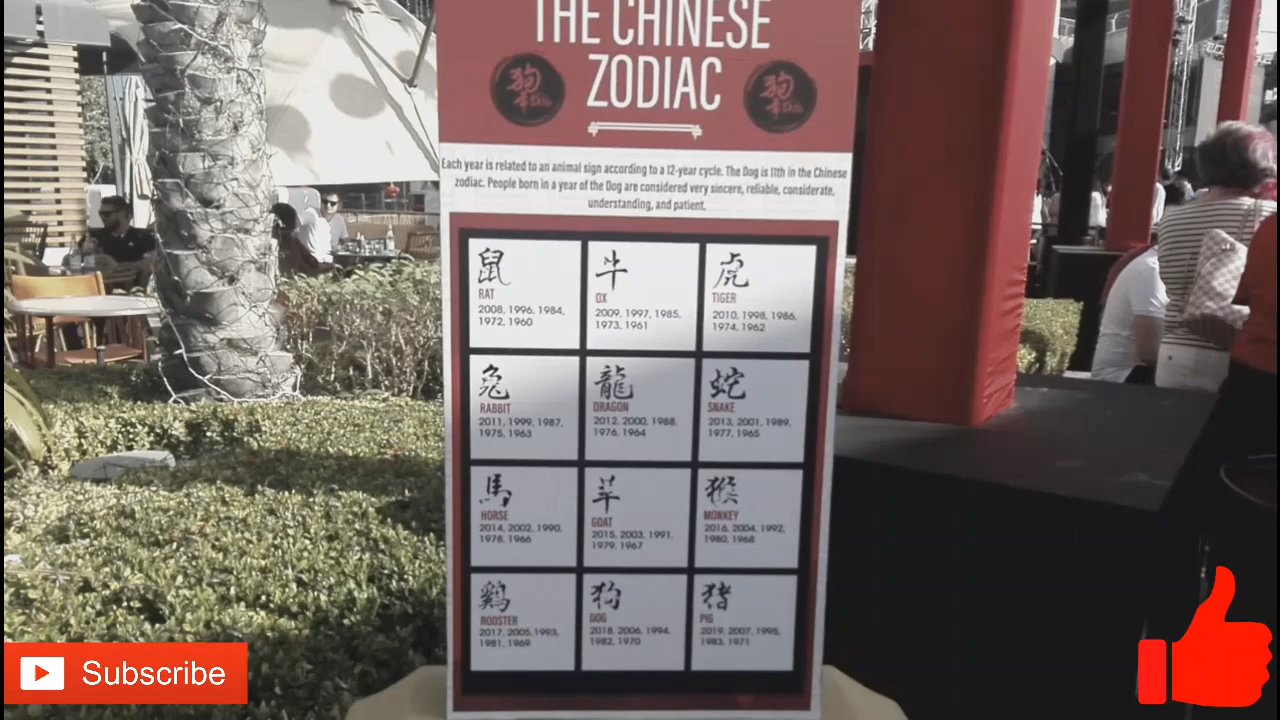 THE CHINESE
ZODIAC
狗
狗
Each year is related to an animal sign according to a 12-year cycle. The Dog is 11th in the Chinese
zodiac. People born in a year of the Dog are considered very sincere, reliable, considerate,
understanding, and patient.
鼠
RAT
2008, 1996, 1984,
1972, 1960
牛
OX
2009, 1997, 1985,
1973, 1961
虎
TIGER
2010, 1998, 1986,
1974, 1962
兔
RABBIT
2011, 1999, 1987,
1975, 1963
龍
DRAGON
2012, 2000, 1988,
1976, 1964
蛇
SNAKE
2013, 2001, 1989,
1977, 1965
馬
HORSE
2014, 2002, 1990,
1978, 1966
羊
GOAT
2015, 2003, 1991,
1979, 1967
猴
MONKEY
2016, 2004, 1992,
1980, 1968
鷄
ROOSTER
2017, 2005, 1993,
1981, 1969
狗
DOG
2018, 2006, 1994,
1982, 1970
猪
PIG
2019, 2007, 1995,
1983, 1971
Subscribe